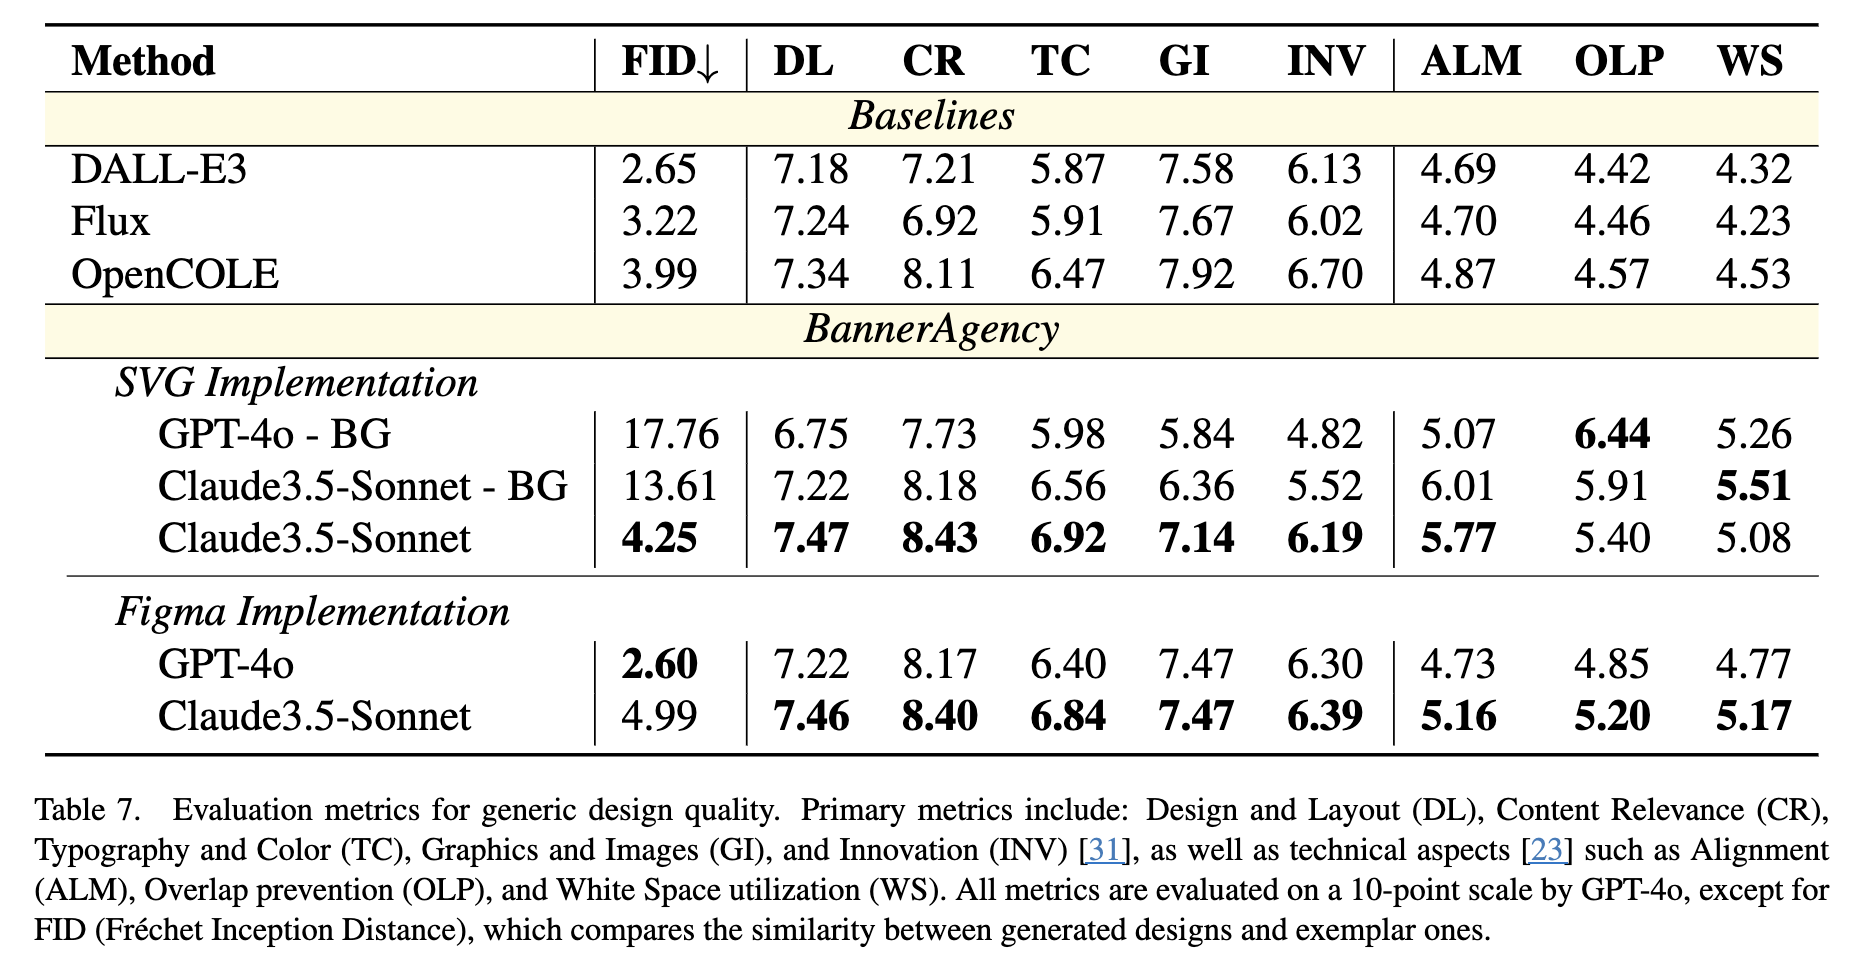 Method FID↓ DL CR TC GI INV ALM OLP WS
Baselines
DALL-E3 2.65 7.18 7.21 5.87 7.58 6.13 4.69 4.42 4.32
Flux 3.22 7.24 6.92 5.91 7.67 6.02 4.70 4.46 4.23
OpenCOLE 3.99 7.34 8.11 6.47 7.92 6.70 4.87 4.57 4.53
BannerAgency
SVG Implementation
GPT-4o - BG 17.76 6.75 7.73 5.98 5.84 4.82 5.07 6.44 5.26
Claude3.5-Sonnet - BG 13.61 7.22 8.18 6.56 6.36 5.52 6.01 5.91 5.51
Claude3.5-Sonnet 4.25 7.47 8.43 6.92 7.14 6.19 5.77 5.40 5.08
Figma Implementation
GPT-4o 2.60 7.22 8.17 6.40 7.47 6.30 4.73 4.85 4.77
Claude3.5-Sonnet 4.99 7.46 8.40 6.84 7.47 6.39 5.16 5.20 5.17
Table 7. Evaluation metrics for generic design quality. Primary metrics include: Design and Layout (DL), Content Relevance (CR),
Typography and Color (TC), Graphics and Images (GI), and Innovation (INV) [31], as well as technical aspects [23] such as Alignment
(ALM), Overlap prevention (OLP), and White Space utilization (WS). All metrics are evaluated on a 10-point scale by GPT-4o, except for
FID (Fréchet Inception Distance), which compares the similarity between generated designs and exemplar ones.